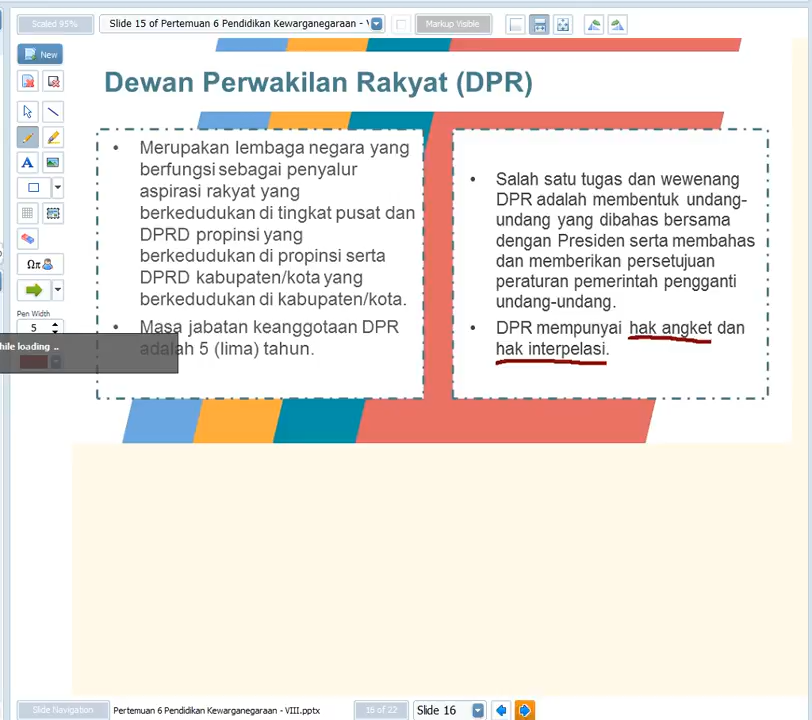 Scaled 95%
Slide 15 of Pertemuan 6 Pendidikan Kewarganegaraan - V
Markup Visible
New
Dewan Perwakilan Rakyat (DPR)
• Merupakan lembaga negara yang
berfungsi sebagai penyalur
aspirasi rakyat yang
berkedudukan di tingkat pusat dan
DPRD propinsi yang
berkedudukan di propinsi serta
DPRD kabupaten/kota yang
berkedudukan di kabupaten/kota.
• Masa jabatan keanggotaan DPR
adalah 5 (lima) tahun.
• Salah satu tugas dan wewenang
DPR adalah membentuk undang-
undang yang dibahas bersama
dengan Presiden serta membahas
dan memberikan persetujuan
peraturan pemerintah pengganti
undang-undang.
• DPR mempunyai hak angket dan
hak interpelasi.
A
Ωπ
Pen Width
5
hile loading ..
Slide Navigation
Pertemuan 6 Pendidikan Kewarganegaraan - VIII.pptx
16 of 22
Slide 16